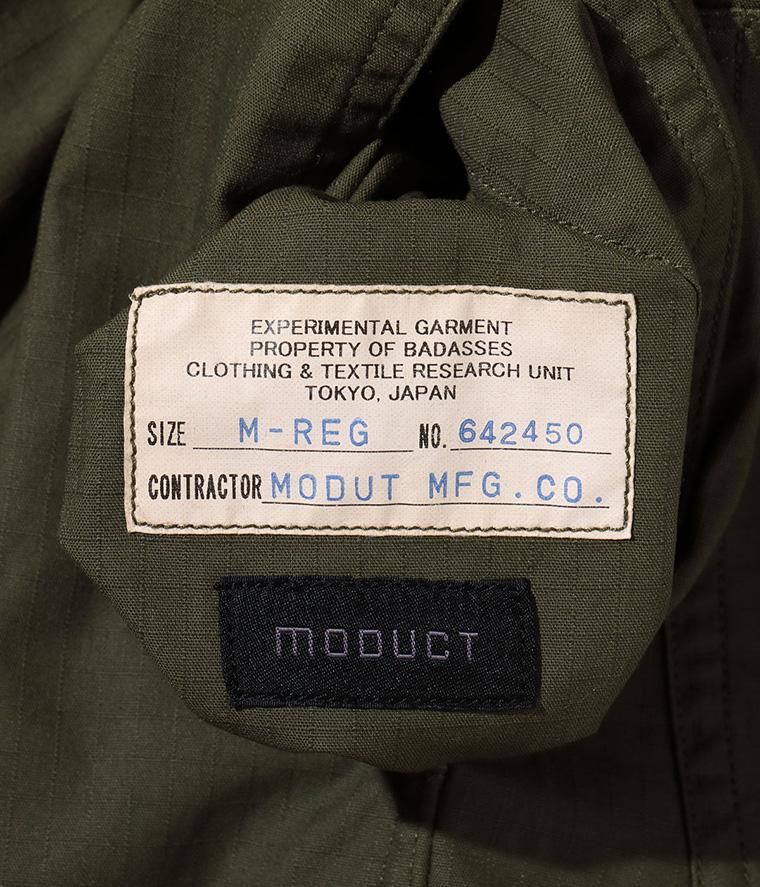 EXPERIMENTAL GARMENT
PROPERTY OF BADASSES
CLOTHING & TEXTILE RESEARCH UNIT
TOKYO, JAPAN
SIZE M-REG NO. 642450
CONTRACTOR MODUT MFG.CO.
MODUCT